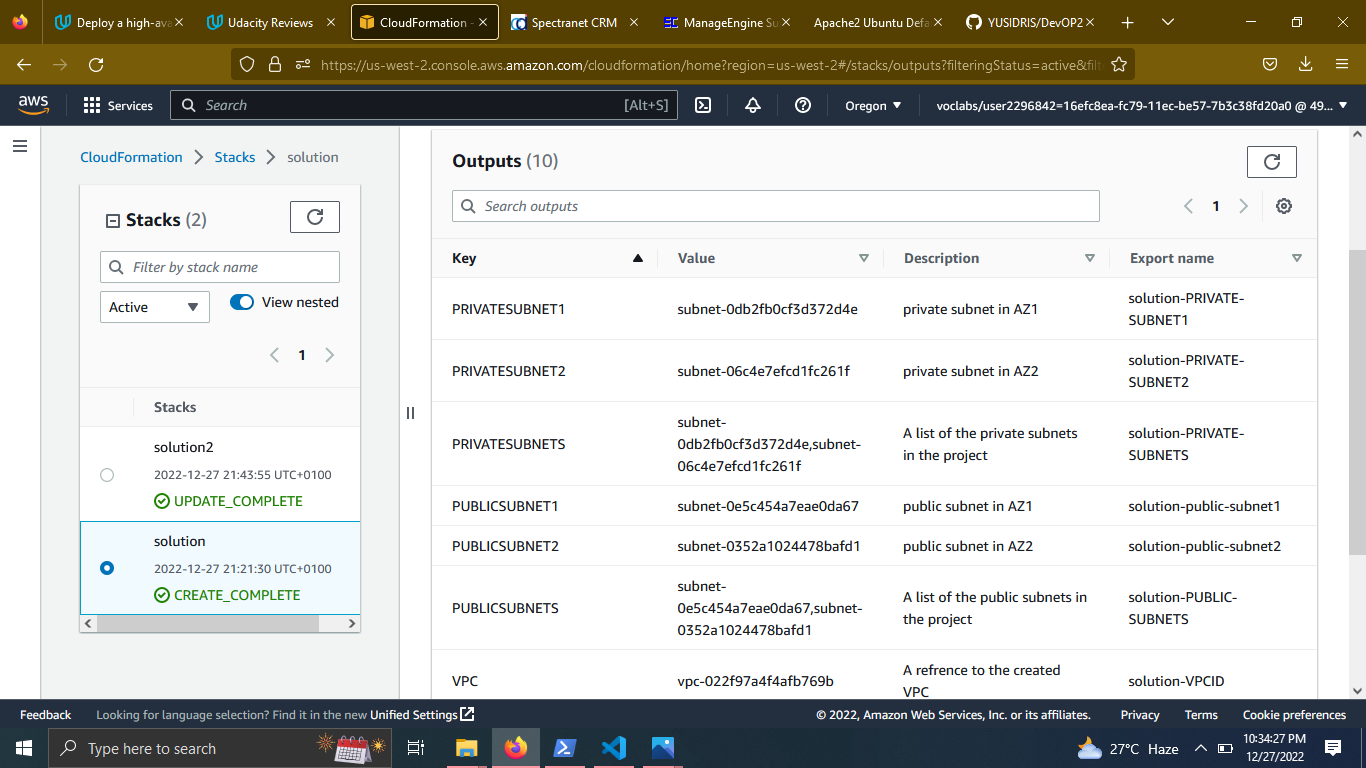 Deploy a high-ava
Udacity Reviews
CloudFormation -
Spectranet CRM
ManageEngine Su
Apache2 Ubuntu Defa
YUSIDRIS/DevOP2
https://us-west-2.console.aws.amazon.com/cloudformation/home?region=us-west-2#/stacks/outputs?filteringStatus=active&filt
aws
Services
Search
[Alt+S]
Oregon
voclabs/user2296842=16efc8ea-fc79-11ec-be57-7b3c38fd20a0 @ 49...
CloudFormation
Stacks
solution
Stacks (2)
Filter by stack name
Active
View nested
1
Stacks
solution2
2022-12-27 21:43:55 UTC+0100
UPDATE_COMPLETE
solution
2022-12-27 21:21:30 UTC+0100
CREATE_COMPLETE
Outputs (10)
Search outputs
1
Key
Value
Description
Export name
PRIVATESUBNET1
subnet-0db2fb0cf3d372d4e
private subnet in AZ1
solution-PRIVATE-
SUBNET1
PRIVATESUBNET2
subnet-06c4e7efcd1fc261f
private subnet in AZ2
solution-PRIVATE-
SUBNET2
PRIVATESUBNETS
subnet-
0db2fb0cf3d372d4e,subnet-
06c4e7efcd1fc261f
A list of the private subnets
in the project
solution-PRIVATE-
SUBNETS
PUBLICSUBNET1
subnet-0e5c454a7eae0da67
public subnet in AZ1
solution-public-subnet1
PUBLICSUBNET2
subnet-0352a1024478bafd1
public subnet in AZ2
solution-public-subnet2
PUBLICSUBNETS
subnet-
0e5c454a7eae0da67,subnet-
0352a1024478bafd1
A list of the public subnets in
the project
solution-PUBLIC-
SUBNETS
VPC
vpc-022f97a4f4afb769b
A refrence to the created
VPC
solution-VPCID
Feedback
Looking for language selection? Find it in the new Unified Settings
© 2022, Amazon Web Services, Inc. or its affiliates.
Privacy
Terms
Cookie preferences
Type here to search
27°C Haze
10:34:27 PM
12/27/2022